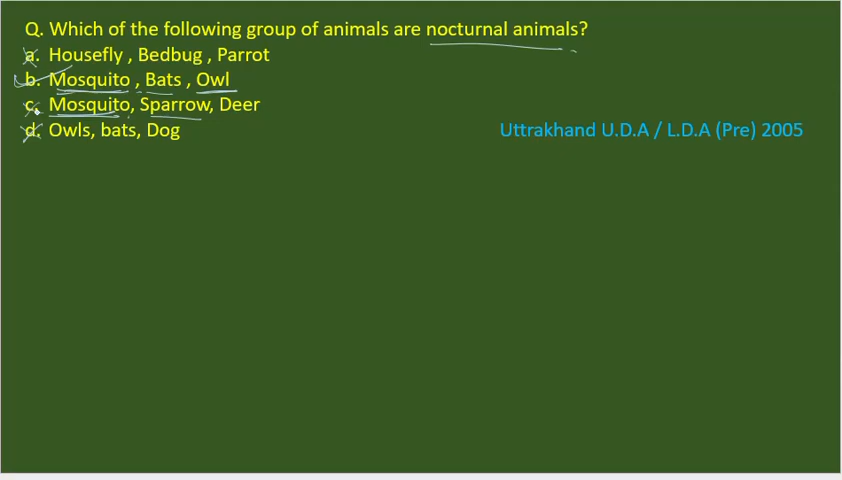 Q. Which of the following group of animals are nocturnal animals?
a. Housefly , Bedbug , Parrot
b. Mosquito , Bats , Owl
c. Mosquito, Sparrow, Deer
d. Owls, bats, Dog
Uttrakhand U.D.A / L.D.A (Pre) 2005